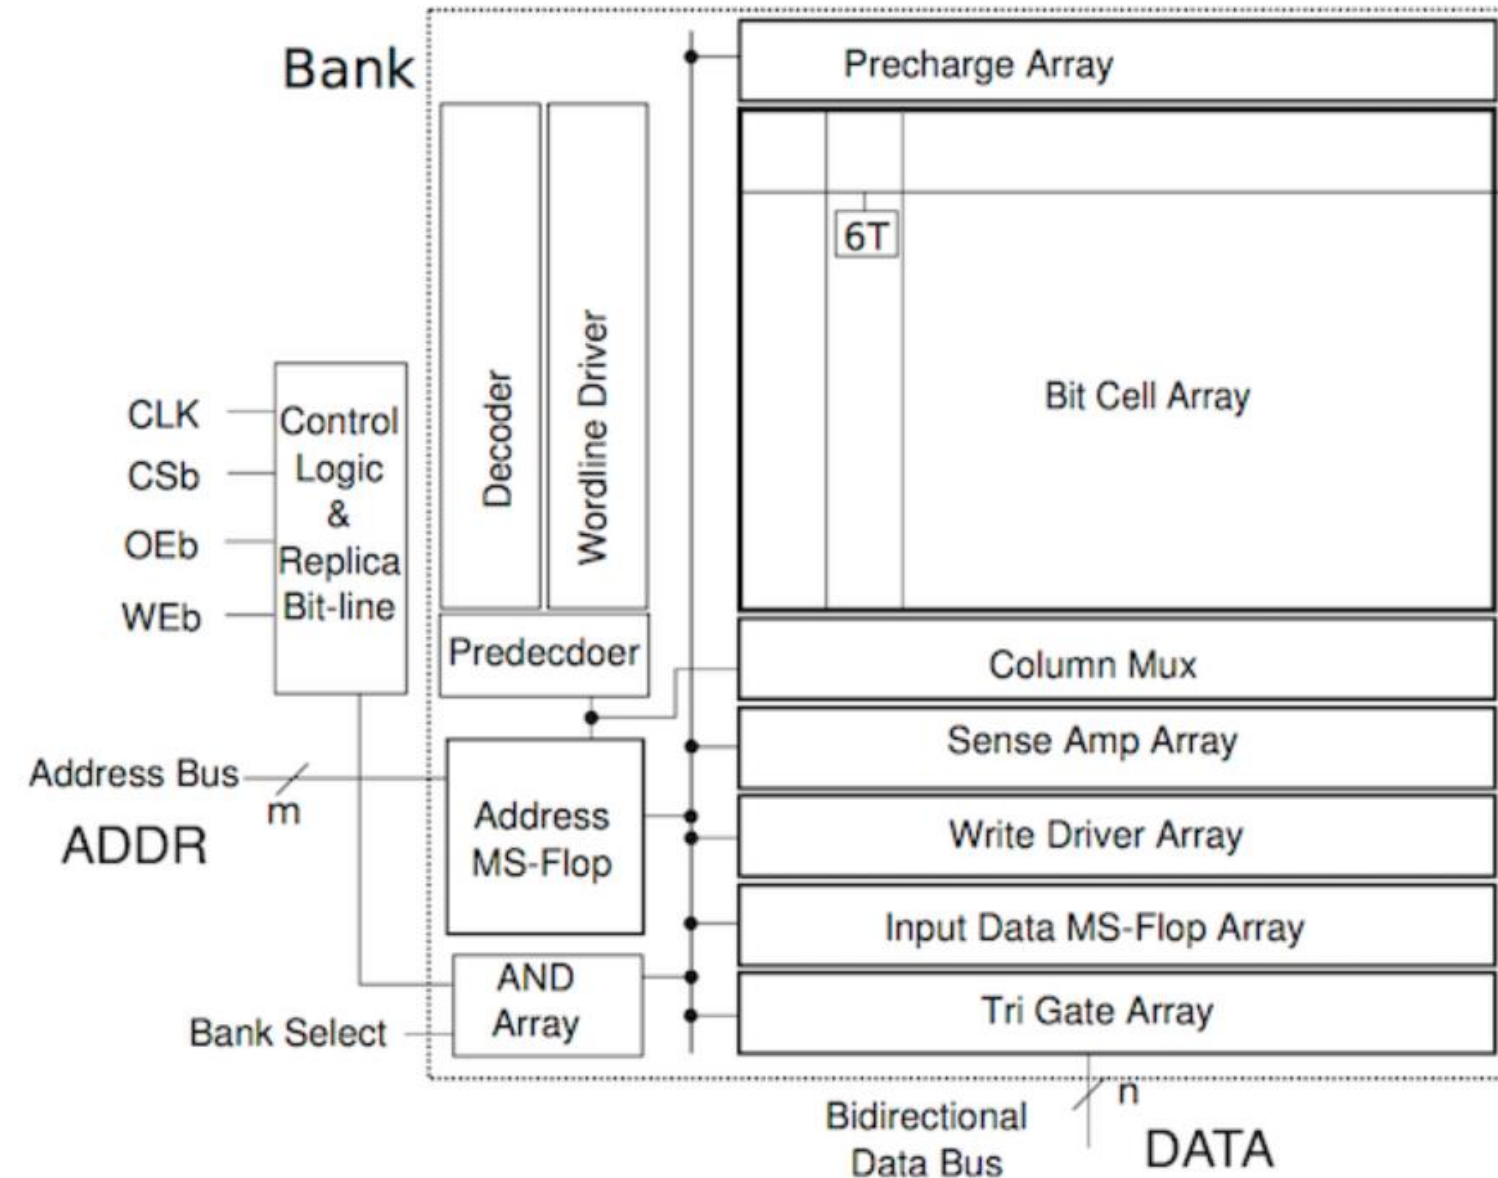 Bank
Precharge Array
6T
Bit Cell Array
Decoder
Wordline Driver
CLK
CSb
OEb
WEb
Control
Logic
&
Replica
Bit-line
Predecdoer
Column Mux
Sense Amp Array
Address Bus
m
ADDR
Address
MS-Flop
Write Driver Array
Input Data MS-Flop Array
AND
Array
Bank Select
Tri Gate Array
n
Bidirectional
Data Bus
DATA